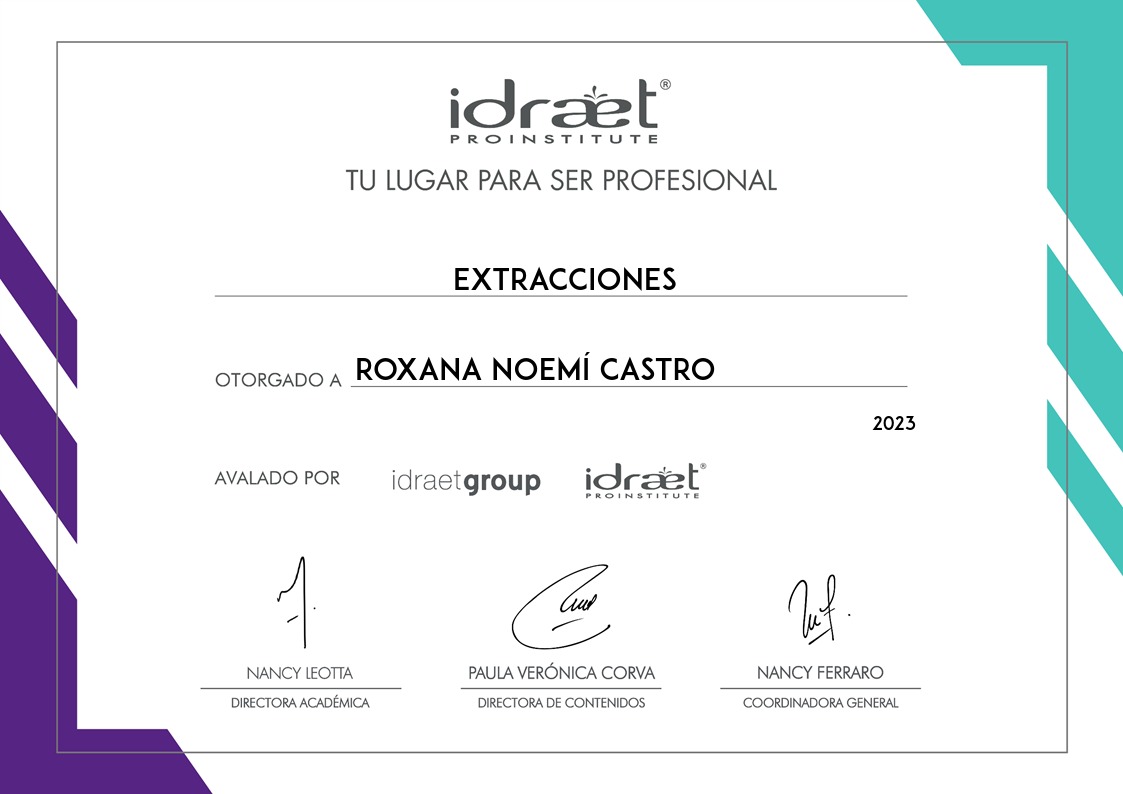 idraet®
PROINSTITUTE
TU LUGAR PARA SER PROFESIONAL
EXTRACCIONES
OTORGADO A ROXANA NOEMÍ CASTRO
2023
AVALADO POR idraetgroup idraet®
PROINSTITUTE
NANCY LEOTTA PAULA VERÓNICA CORVA NANCY FERRARO
DIRECTORA ACADÉMICA DIRECTORA DE CONTENIDOS COORDINADORA GENERAL